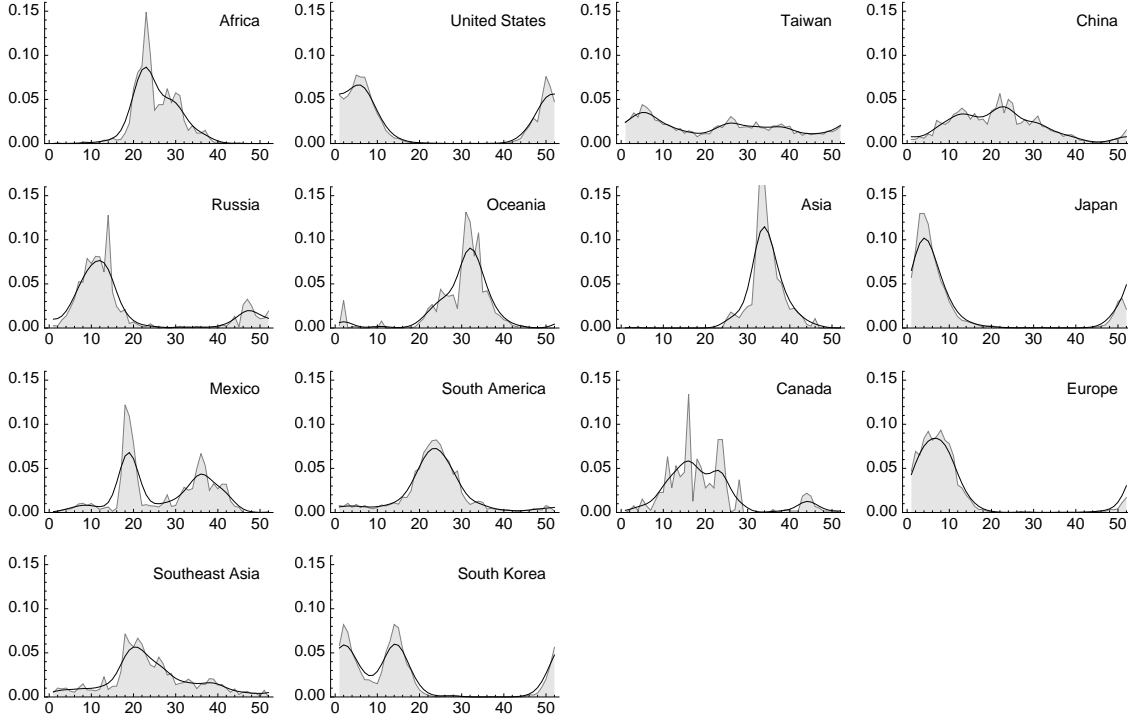 0.15 Africa 0.15 United States 0.15 Taiwan 0.15 China
0.10 0.10 0.10 0.10
0.05 0.05 0.05 0.05
0.00 0.00 0.00 0.00
0 10 20 30 40 50 0 10 20 30 40 50 0 10 20 30 40 50 0 10 20 30 40 50
0.15 Russia 0.15 Oceania 0.15 Asia 0.15 Japan
0.10 0.10 0.10 0.10
0.05 0.05 0.05 0.05
0.00 0.00 0.00 0.00
0 10 20 30 40 50 0 10 20 30 40 50 0 10 20 30 40 50 0 10 20 30 40 50
0.15 Mexico 0.15 South America 0.15 Canada 0.15 Europe
0.10 0.10 0.10 0.10
0.05 0.05 0.05 0.05
0.00 0.00 0.00 0.00
0 10 20 30 40 50 0 10 20 30 40 50 0 10 20 30 40 50 0 10 20 30 40 50
0.15 Southeast Asia 0.15 South Korea
0.10 0.10
0.05 0.05
0.00 0.00
0 10 20 30 40 50 0 10 20 30 40 50